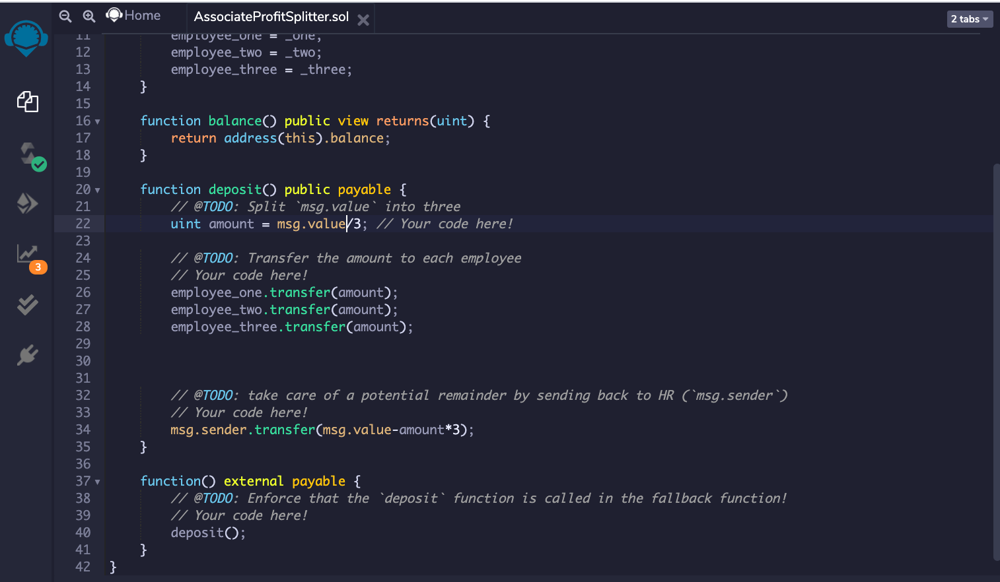 Home
AssociateProfitSplitter.sol
2 tabs
11 employee_one = _one;
12 employee_two = _two;
13 employee_three = _three;
14 }
15
16 function balance() public view returns(uint) {
17 return address(this).balance;
18 }
19
20 function deposit() public payable {
21 // @TODO: Split `msg.value` into three
22 uint amount = msg.value/3; // Your code here!
23
24 // @TODO: Transfer the amount to each employee
25 // Your code here!
26 employee_one.transfer(amount);
27 employee_two.transfer(amount);
28 employee_three.transfer(amount);
29
30
31
32 // @TODO: take care of a potential remainder by sending back to HR (`msg.sender`)
33 // Your code here!
34 msg.sender.transfer(msg.value-amount*3);
35 }
36
37 function() external payable {
38 // @TODO: Enforce that the `deposit` function is called in the fallback function!
39 // Your code here!
40 deposit();
41 }
42 }
3